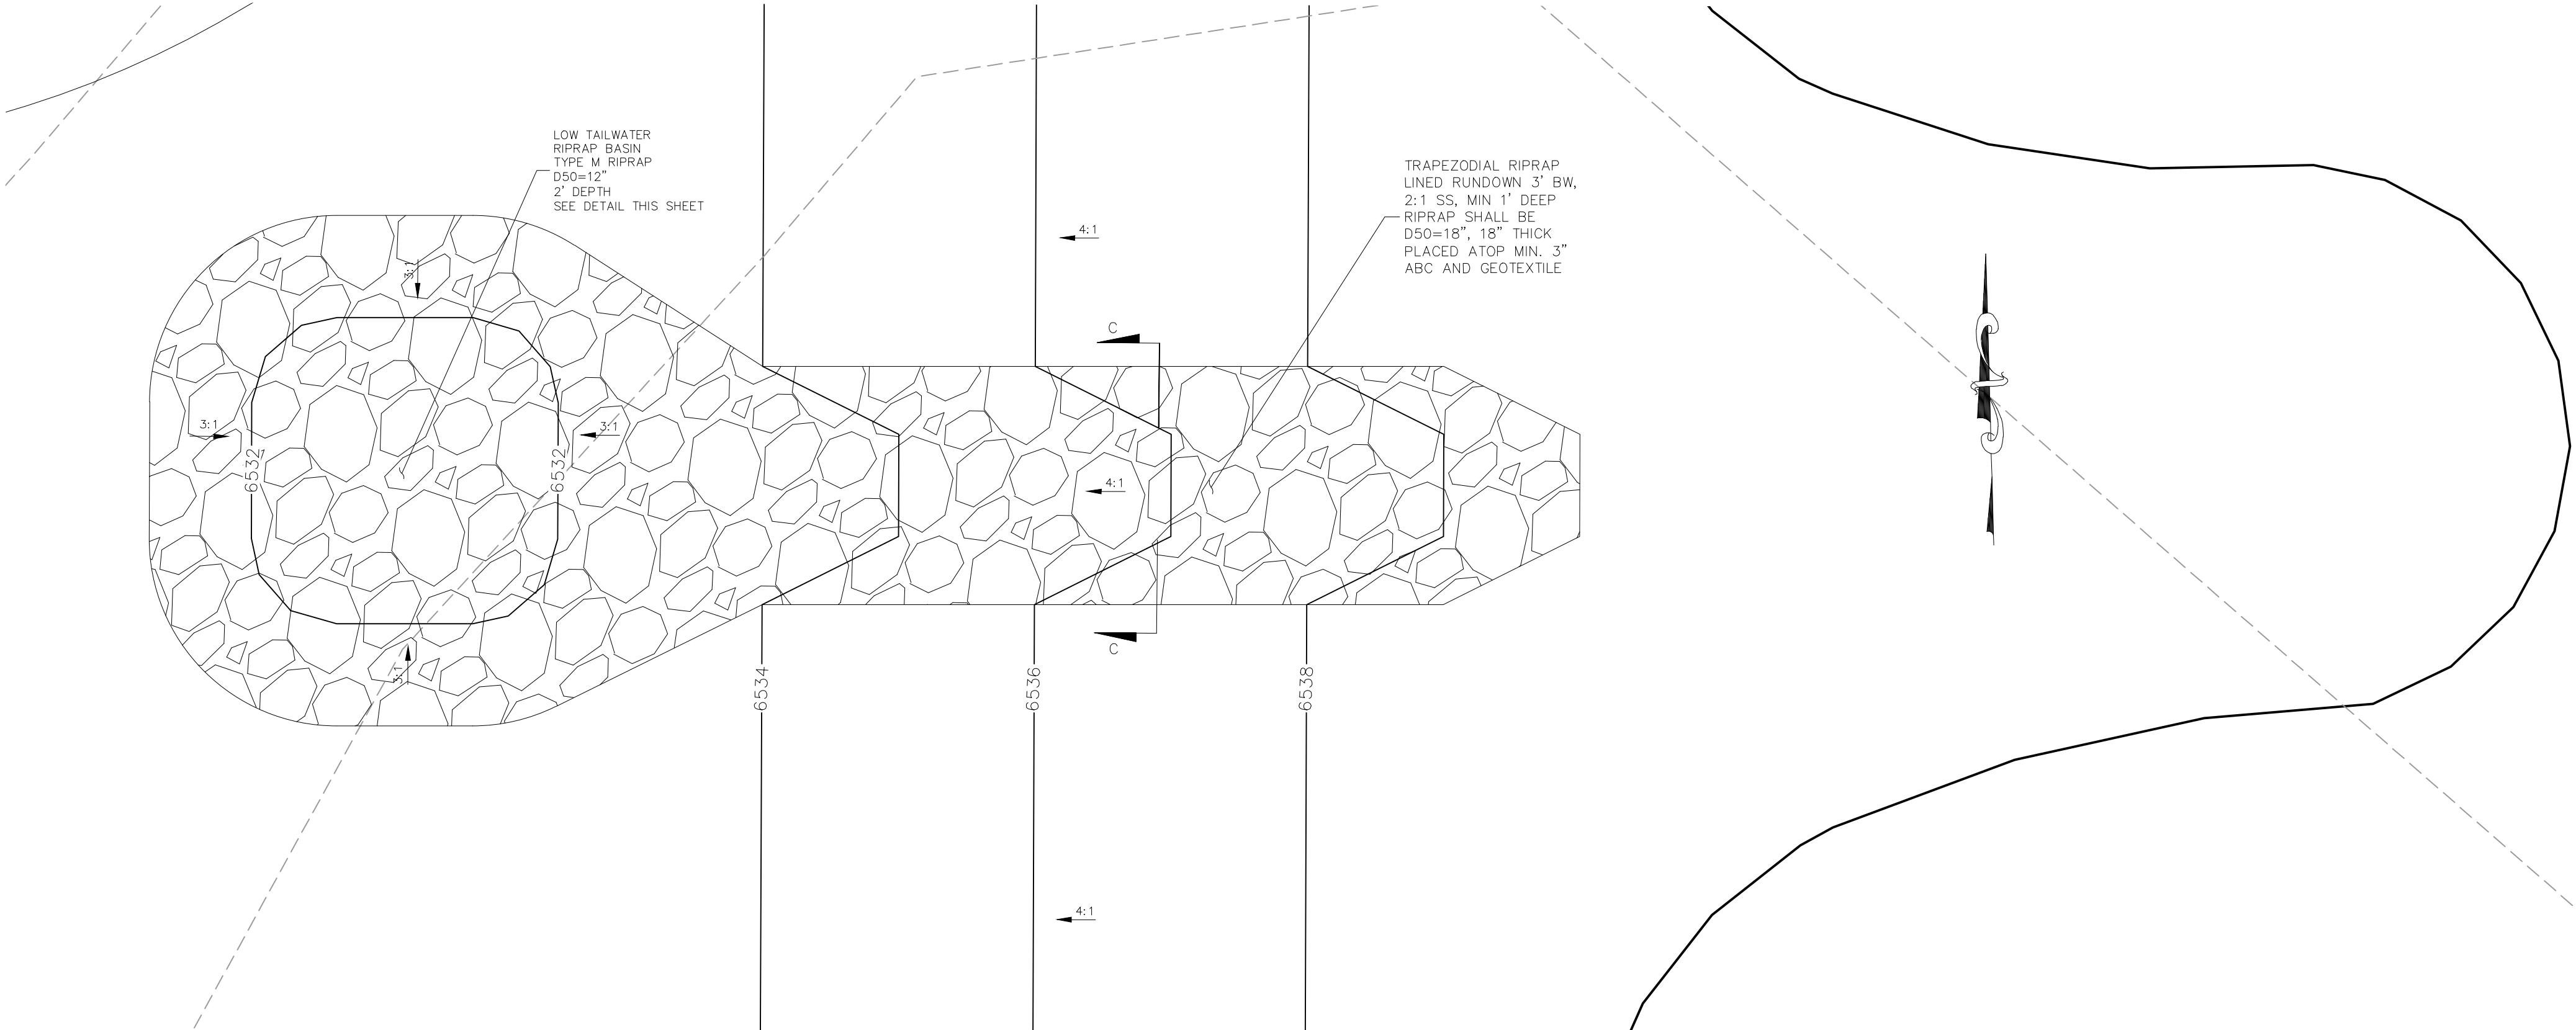 LOW TAILWATER
RIPRAP BASIN
TYPE M RIPRAP
D50=12"
2' DEPTH
SEE DETAIL THIS SHEET
TRAPEZODIAL RIPRAP
LINED RUNDOWN 3' BW,
2:1 SS, MIN 1' DEEP
RIPRAP SHALL BE
D50=18", 18" THICK
PLACED ATOP MIN. 3"
ABC AND GEOTEXTILE
4:1
3:1
C
3:1
3:1
6532
6532
4:1
C
3:1
6534
6536
6538
4:1